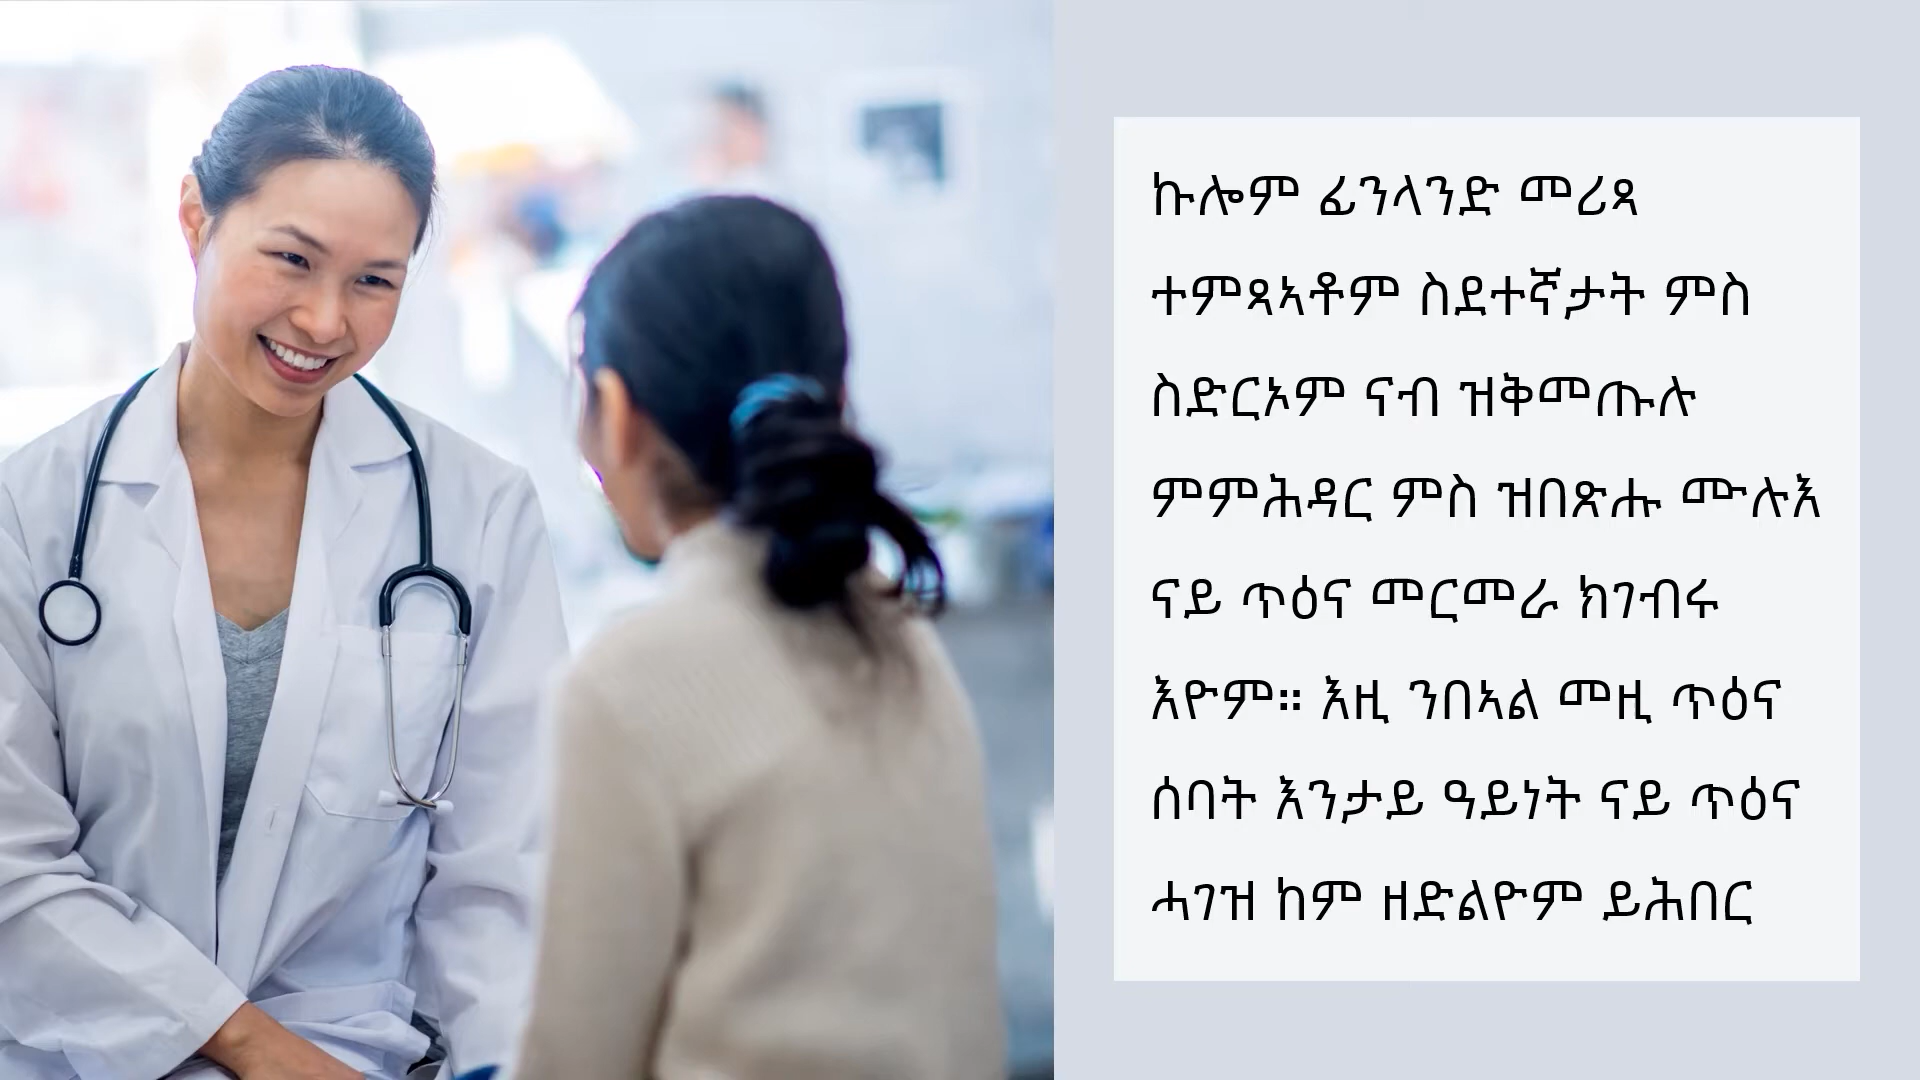 ኩሎም ፊንላንድ መሪጻ
ተምጻኣቶም ስደተኛታት ምስ
ስድርኦም ናብ ዝቅመጡሉ
ምምሕዳር ምስ ዝበጽሑ ሙሉእ
ናይ ጥዕና መርመራ ክገብሩ
እዮም። እዚ ንበኣል መዚ ጥዕና
ሰባት እንታይ ዓይነት ናይ ጥዕና
ሓገዝ ከም ዘድልዮም ይሕበር